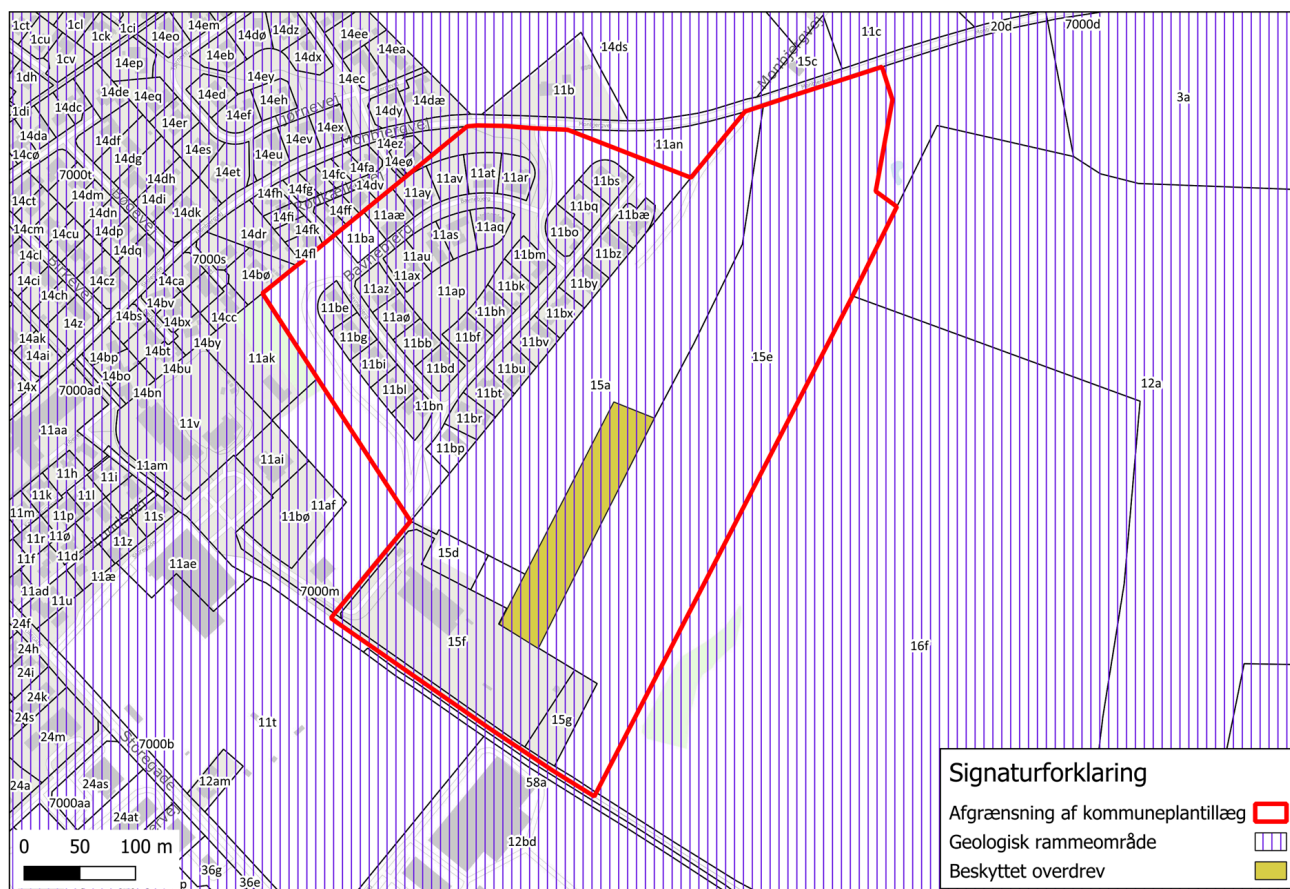 1ct
1cl
1ci
14em
1cu
1ck
14eo
14dø
14dz
14ee
14ds
11c
20d
7000d
1cv
14ep
14eb
14dx
14ea
15c
Monbjergvej
1dh
14ey
14ec
11b
3a
14de
14eq
14ed
14eh
14dy
14dæ
1di
14dc
14ef
Tjørnevej
14er
14ev
14ex
Monbjergvej
14da
14df
14es
14ez
11an
14cø
14dg
14eu
14eø
7000t
14et
14fc
14fa
11av
11at
11ar
11bs
14dh
14fg
14dv
14ct
14dm
14di
14fh
11ay
11bq
14dn
Bøgevej
14dk
14fi
14ff
11aæ
11bæ
14cm
14cu
14dp
14dr
14fk
11ba
11as
11aq
11bo
14cl
14dq
7000s
14fl
Bavnebjerg
11au
11bm
11bz
14ci
Birkevej
14cz
14ca
14bø
11ax
11bk
11by
14ch
14bv
11az
11ap
14z
14bs
14bx
14cc
11be
11aø
11bh
11bx
14ak
14by
11bg
11bb
11bf
11bv
14ai
14bp
14bt
11ak
11bi
11bd
11bu
15e
14x
14bo
14bu
11bl
15a
12a
7000ad
14bn
11bn
11bt
11aa
11v
11br
11bp
11h
11i
11am
11ai
11k
11l
11af
11m
11p
11s
11bø
11r
11ø
11z
15d
11f
11d
11ae
11æ
7000m
11ad
11u
24f
15f
16f
24h
24i
24k
11t
15g
24s
24m
7000b
Storegade
24a
24as
12am
58a
7000aa
24at
12bd
36g
36e
0 50 100 m
Signaturforklaring
Afgrænsning af kommuneplantillæg
Geologisk rammeområde
Beskyttet overdrev